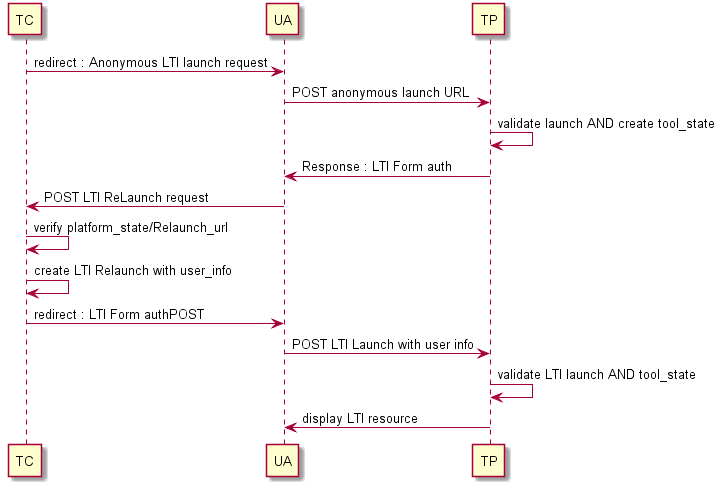 TC UA TP
redirect : Anonymous LTI launch request
POST anonymous launch URL
validate launch AND create tool_state
Response : LTI Form auth
POST LTI ReLaunch request
verify platform_state/Relaunch_url
create LTI Relaunch with user_info
redirect : LTI Form authPOST
POST LTI Launch with user info
validate LTI launch AND tool_state
display LTI resource
TC UA TP